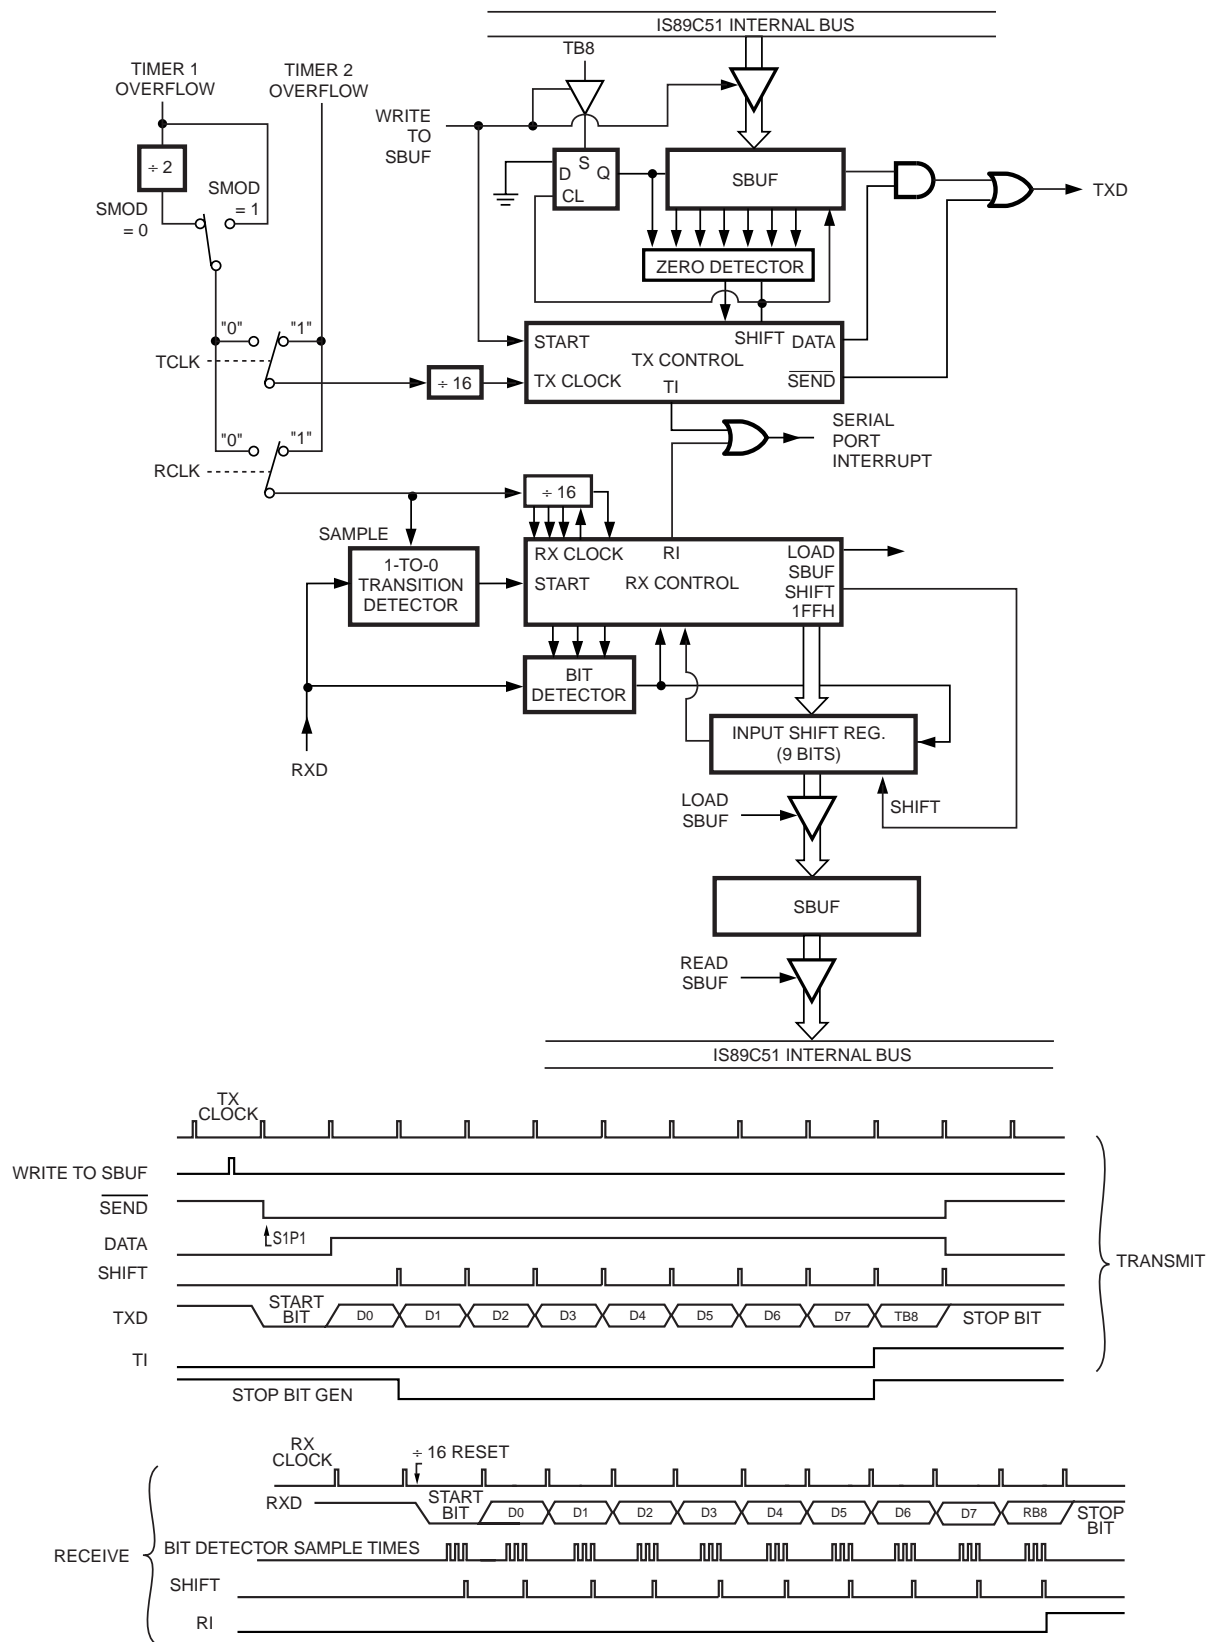 IS89C51 INTERNAL BUS
TB8
TIMER 1
OVERFLOW
TIMER 2
OVERFLOW
WRITE
TO
SBUF
÷ 2
SMOD
= 1
SMOD
= 0
D
S
Q
CL
SBUF
TXD
ZERO DETECTOR
"0"
"1"
TCLK
÷ 16
START
SHIFT
DATA
TX CONTROL
TX CLOCK
TI
SEND
SERIAL
PORT
INTERRUPT
"0"
"1"
RCLK
÷ 16
SAMPLE
1-TO-0
TRANSITION
DETECTOR
RX CLOCK
RI
LOAD
SBUF
START
RX CONTROL
SHIFT
1FFH
BIT
DETECTOR
RXD
INPUT SHIFT REG.
(9 BITS)
LOAD
SBUF
SHIFT
SBUF
READ
SBUF
IS89C51 INTERNAL BUS
TX
CLOCK
WRITE TO SBUF
SEND
S1P1
DATA
SHIFT
TRANSMIT
TXD
START
BIT
D0
D1
D2
D3
D4
D5
D6
D7
TB8
STOP BIT
TI
STOP BIT GEN
RX
CLOCK
÷ 16 RESET
RXD
START
BIT
D0
D1
D2
D3
D4
D5
D6
D7
RB8
STOP
BIT
RECEIVE
BIT DETECTOR SAMPLE TIMES
SHIFT
RI